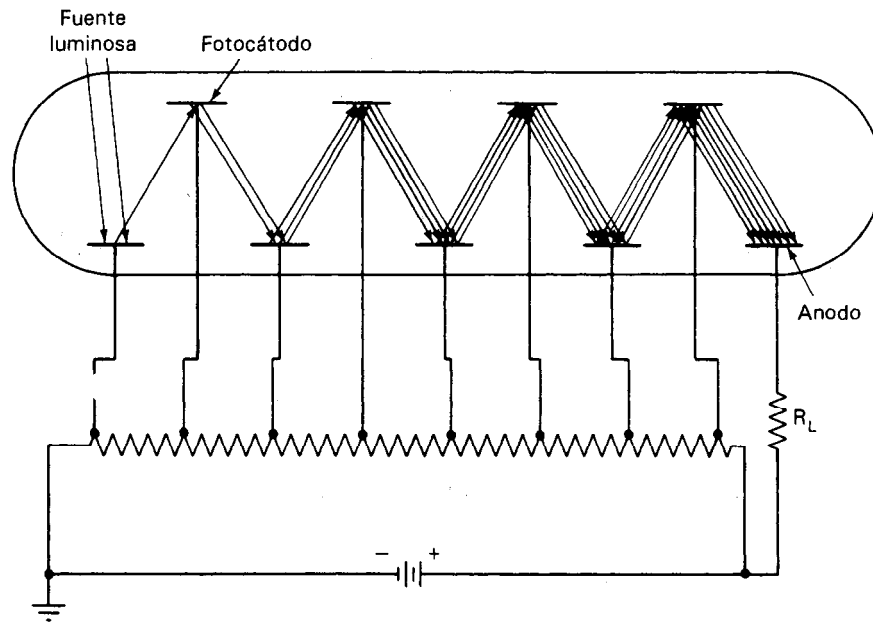 Fuente
luminosa
Fotocátodo
Anodo
R_L
− +